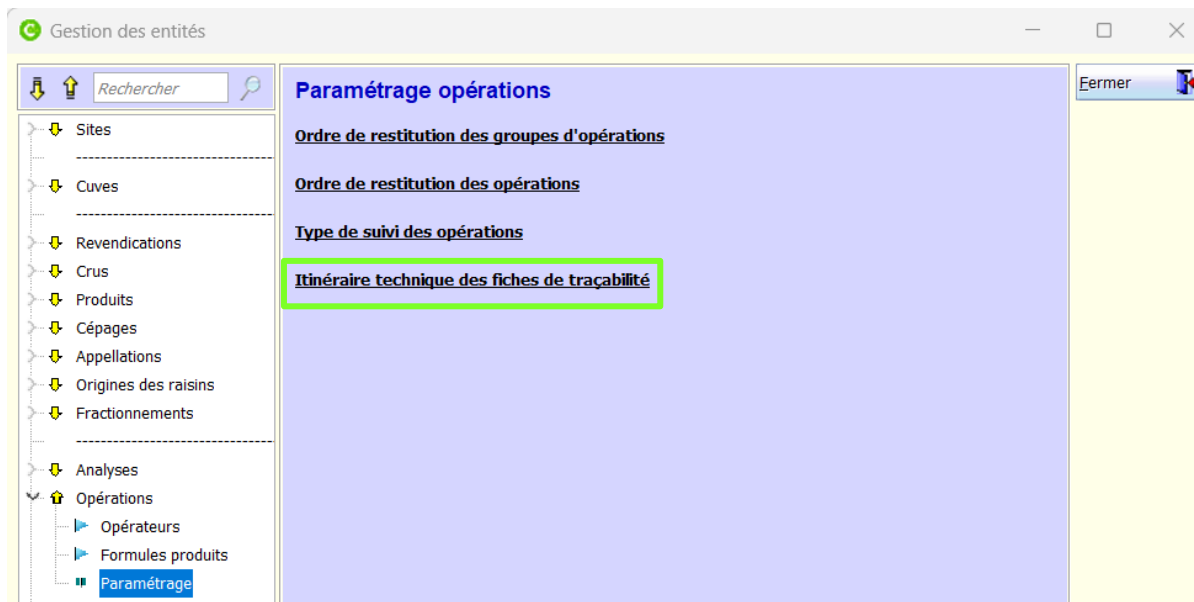 Gestion des entités
Rechercher
Paramétrage opérations
Fermer
Ordre de restitution des groupes d'opérations
Ordre de restitution des opérations
Type de suivi des opérations
Itinéraire technique des fiches de traçabilité
Sites
Cuves
Revendications
Crus
Produits
Cépages
Appellations
Origines des raisins
Fractionnements
Analyses
Opérations
Opérateurs
Formules produits
Paramétrage